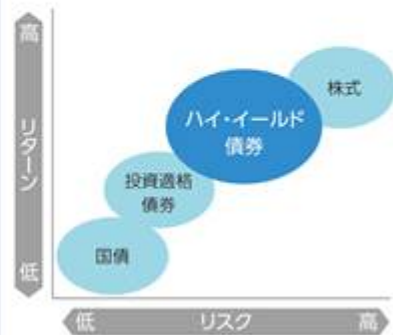 高
リターン
低
株式
ハイ・イールド
債券
投資適格
債券
国債
低
リスク
高